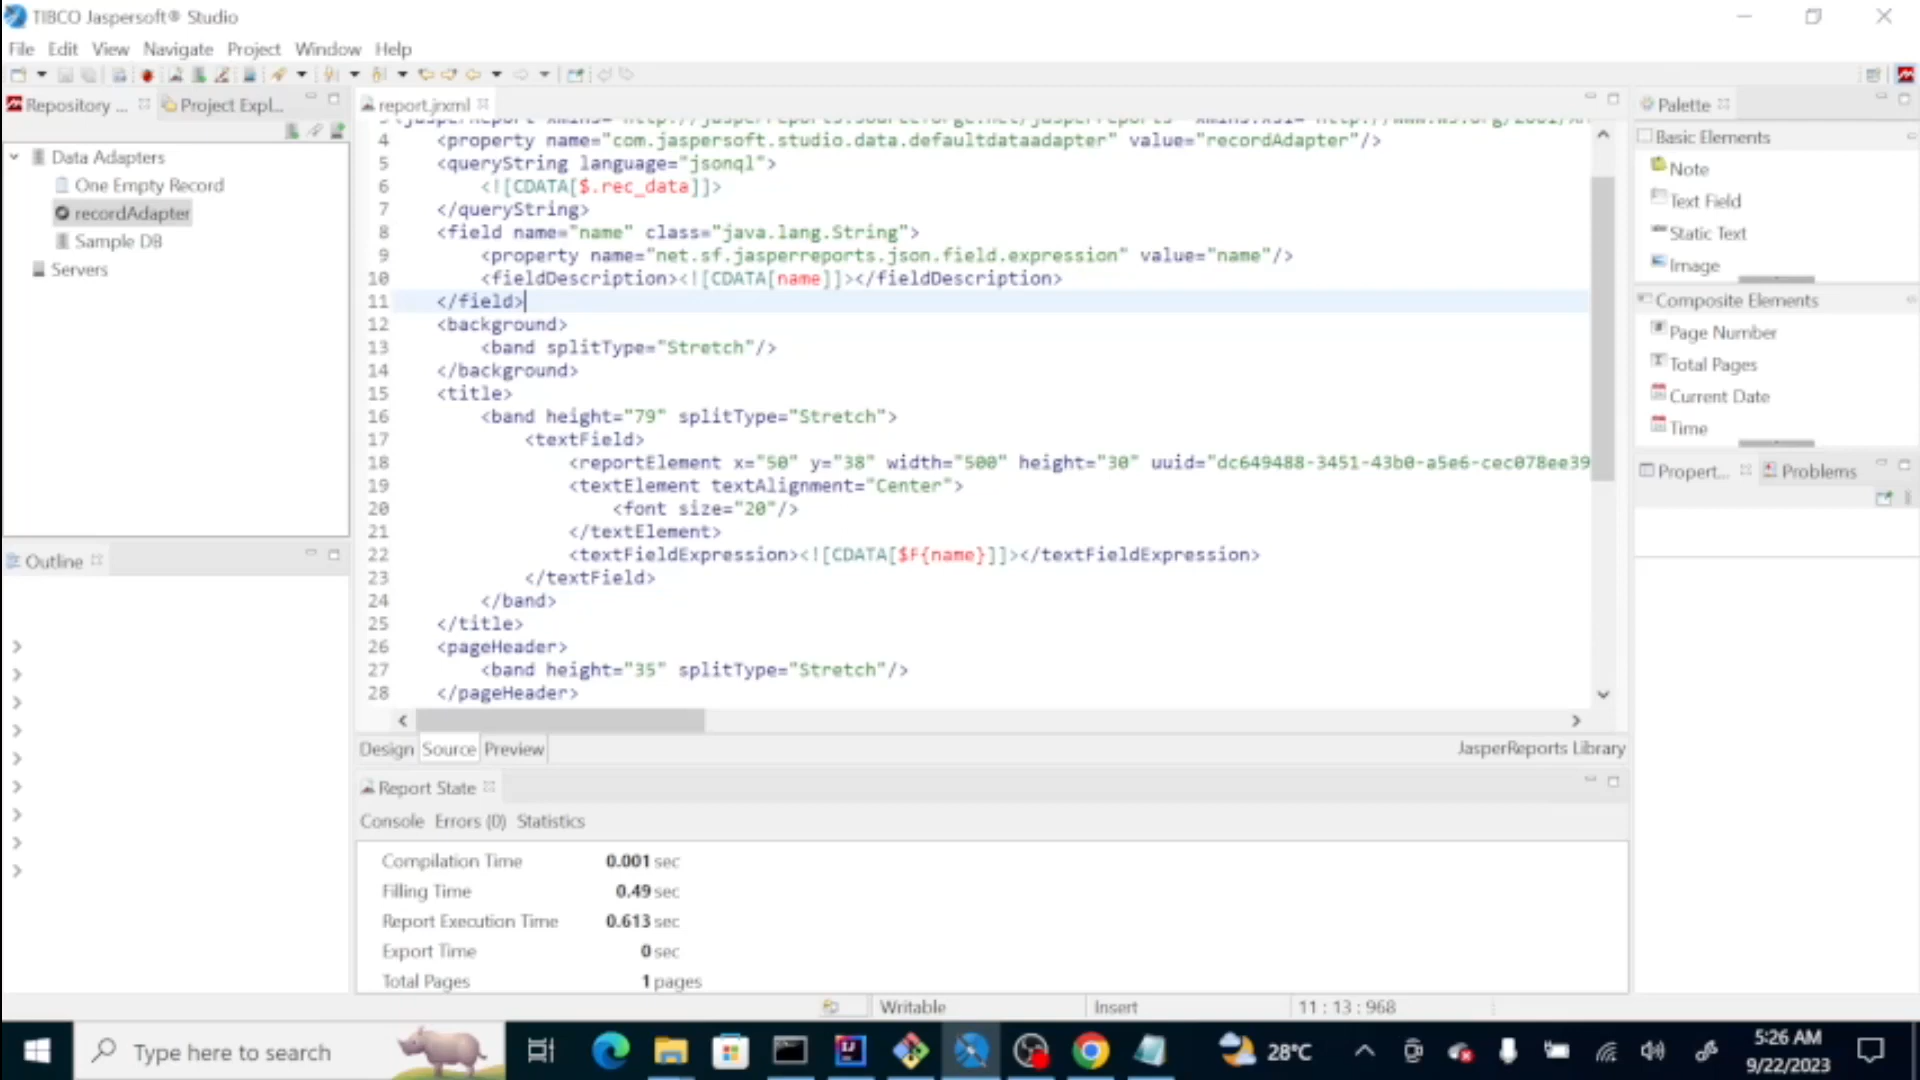 TIBCO Jaspersoft® Studio
File Edit View Navigate Project Window Help
Repository ...
Project Expl...
Data Adapters
One Empty Record
recordAdapter
Sample DB
Servers
Outline
report.jrxml
4 <property name="com.jaspersoft.studio.data.defaultdataadapter" value="recordAdapter"/>
5 <queryString language="jsonql">
6 <![CDATA[$.rec_data]]>
7 </queryString>
8 <field name="name" class="java.lang.String">
9 <property name="net.sf.jasperreports.json.field.expression" value="name"/>
10 <fieldDescription><![CDATA[name]]></fieldDescription>
11 </field>
12 <background>
13 <band splitType="Stretch"/>
14 </background>
15 <title>
16 <band height="79" splitType="Stretch">
17 <textField>
18 <reportElement x="50" y="38" width="500" height="30" uuid="dc649488-3451-43b0-a5e6-cec078ee39
19 <textElement textAlignment="Center">
20 <font size="20"/>
21 </textElement>
22 <textFieldExpression><![CDATA[$F{name}]]></textFieldExpression>
23 </textField>
24 </band>
25 </title>
26 <pageHeader>
27 <band height="35" splitType="Stretch"/>
28 </pageHeader>
Design Source Preview
JasperReports Library
Report State
Console Errors (0) Statistics
Compilation Time 0.001 sec
Filling Time 0.49 sec
Report Execution Time 0.613 sec
Export Time 0 sec
Total Pages 1 pages
Palette
Basic Elements
Note
Text Field
Static Text
Image
Composite Elements
Page Number
Total Pages
Current Date
Time
Propert...
Problems
Writable
Insert
11 : 13 : 968
Type here to search
28°C
5:26 AM
9/22/2023